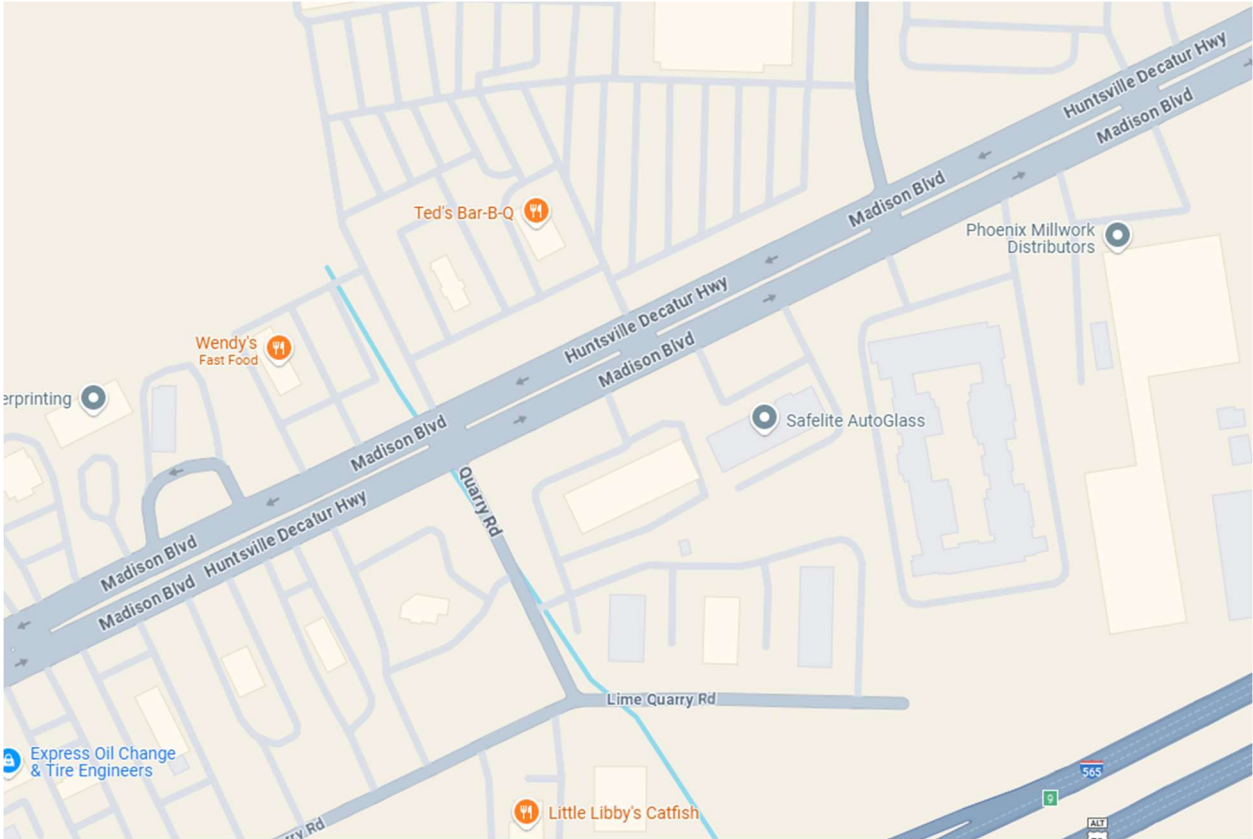 Huntsville Decatur Hwy
Madison Blvd
Madison Blvd
Ted's Bar-B-Q
Phoenix Millwork
Distributors
Huntsville Decatur Hwy
Madison Blvd
Wendy's
Fast Food
erprinting
Safelite AutoGlass
Madison Blvd
Quarry Rd
Huntsville Decatur Hwy
Madison Blvd
Madison Blvd
Lime Quarry Rd
Express Oil Change
& Tire Engineers
565
9
Little Libby's Catfish
ALT
rry Rd